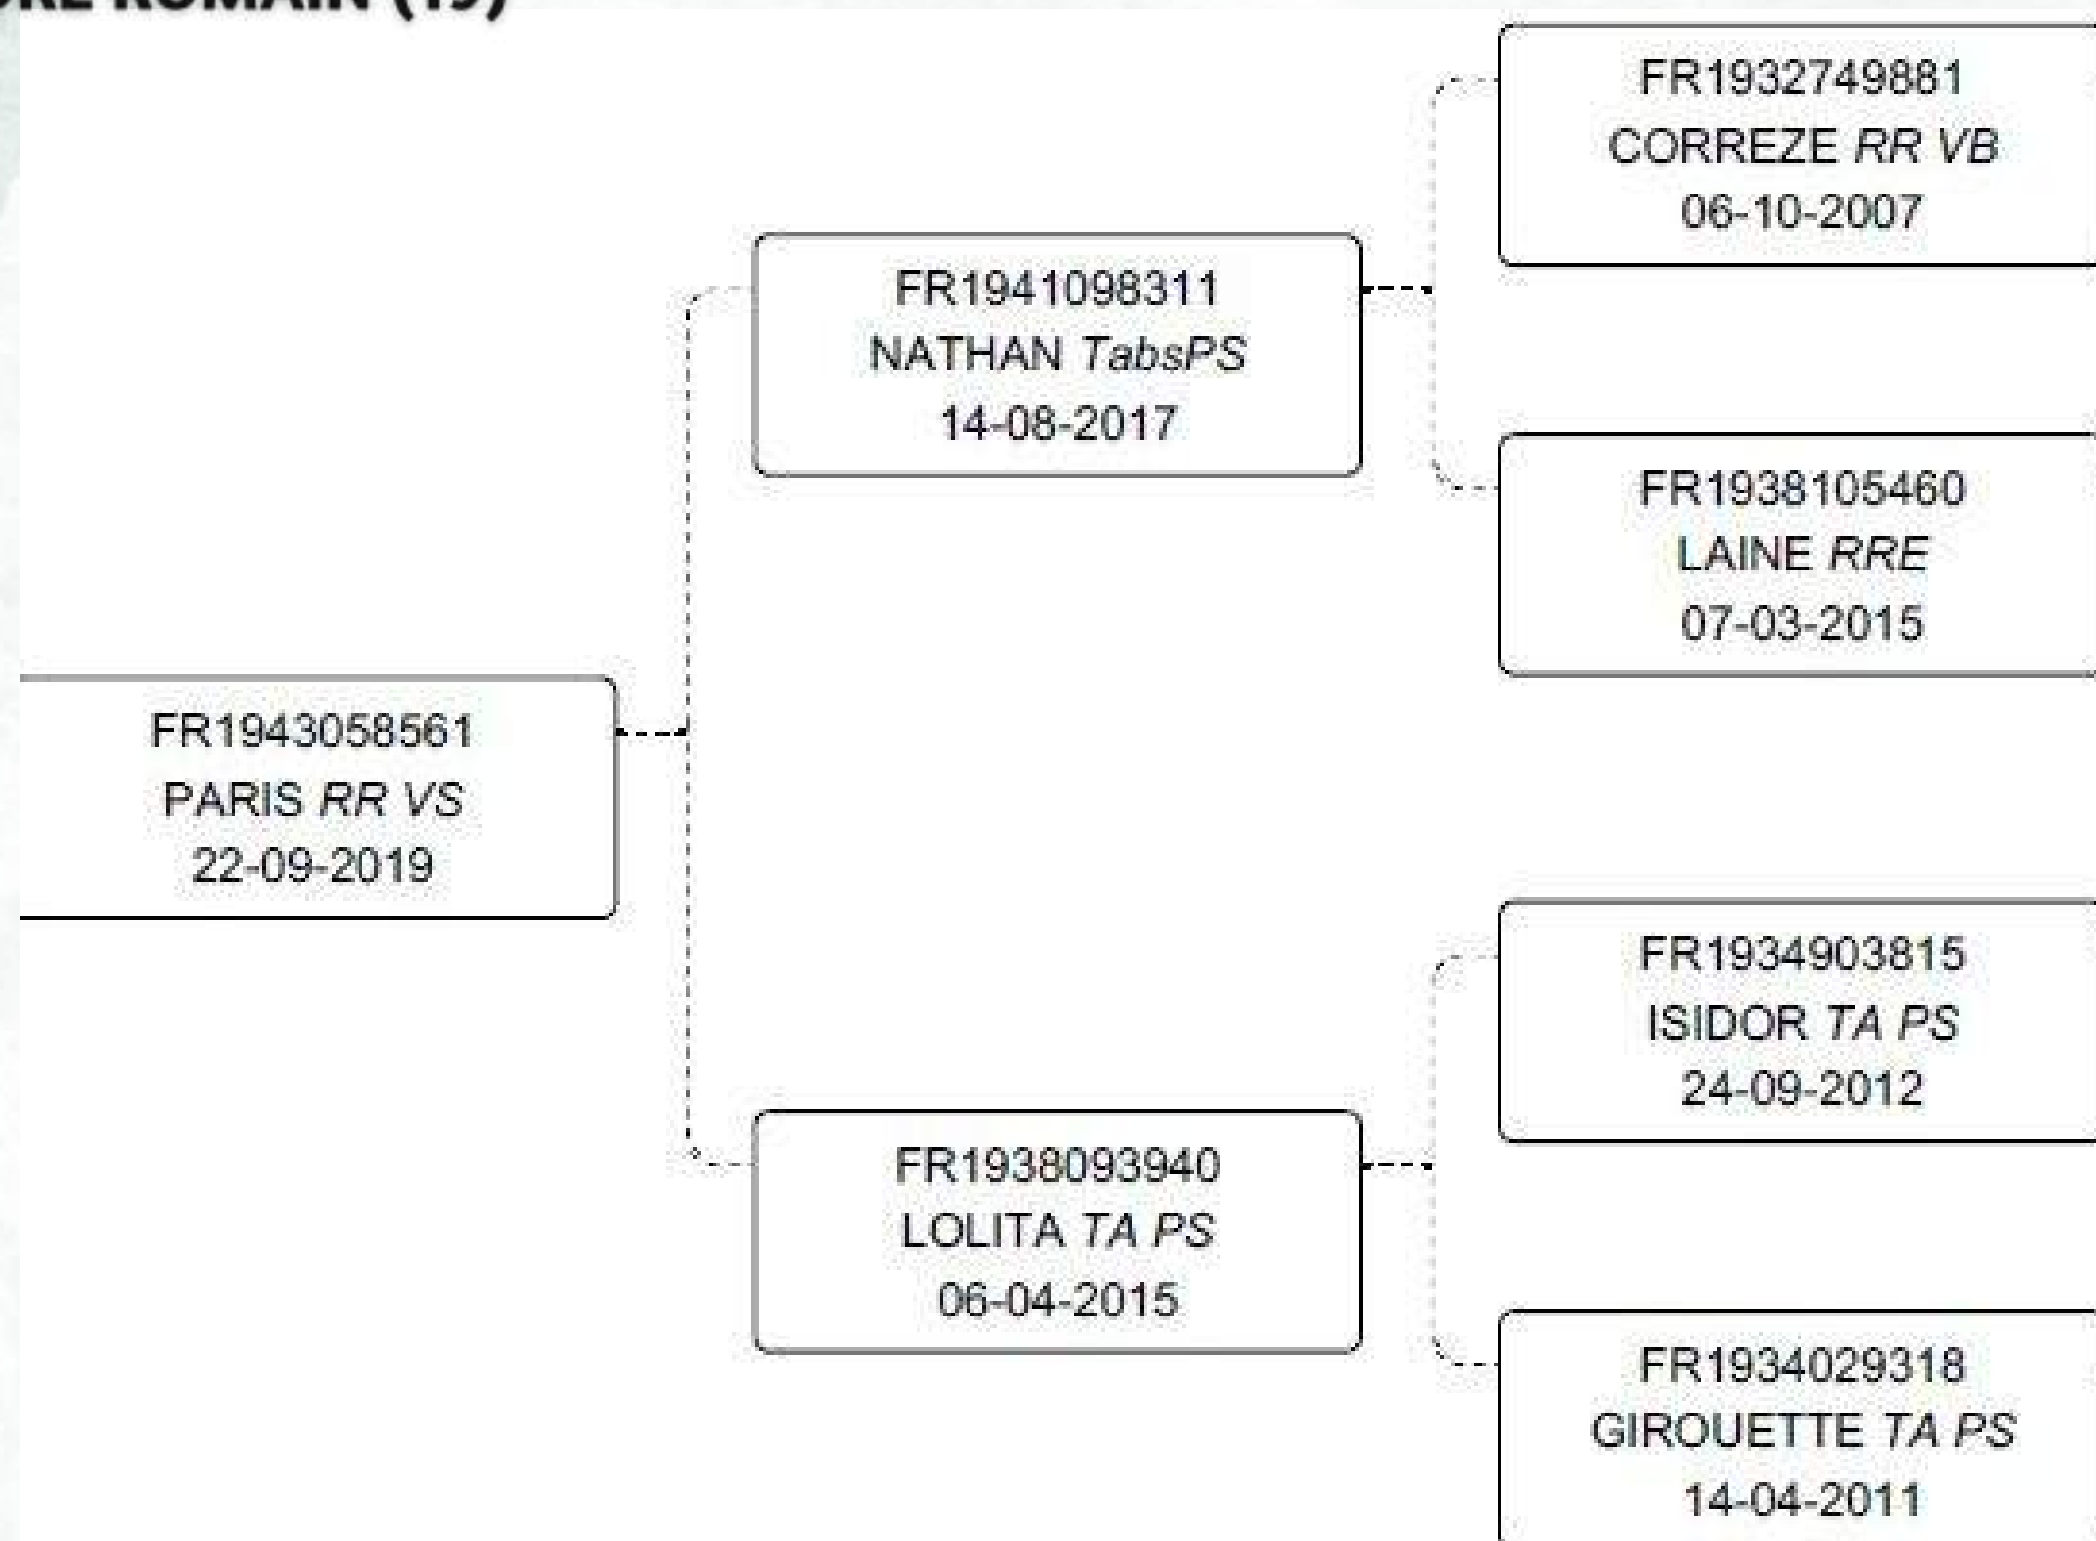 ROMAIN (19)
FR1932749881
CORREZE RR VB
06-10-2007
FR1941098311
NATHAN TabsPS
14-08-2017
FR1938105460
LAINE RRE
07-03-2015
FR1943058561
PARIS RR VS
22-09-2019
FR1934903815
ISIDOR TA PS
24-09-2012
FR1938093940
LOLITA TA PS
06-04-2015
FR1934029318
GIROUETTE TA PS
14-04-2011